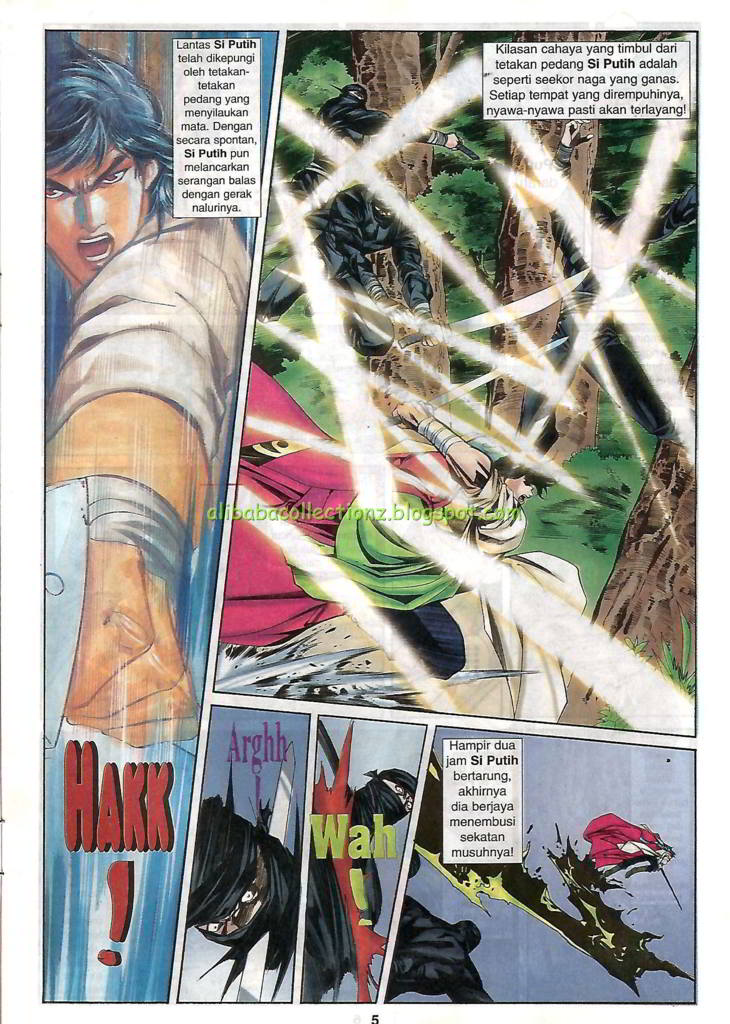 Lantas Si Putih
telah dikepungi
oleh tetakan-
tetakan
pedang yang
menyilaukan
mata. Dengan
secara spontan,
Si Putih pun
melancarkan
serangan balas
dengan gerak
nalurinya.
Kilasan cahaya yang timbul dari
tetakan pedang Si Putih adalah
seperti seekor naga yang ganas.
Setiap tempat yang dirempuhinya,
nyawa-nyawa pasti akan terlayang!
alibabacollectionz.blogspot.com
HAKK
!
Arghh
!
Wah
!
Hampir dua
jam Si Putih
bertarung,
akhirnya
dia berjaya
menembusi
sekatan
musuhnya!
5